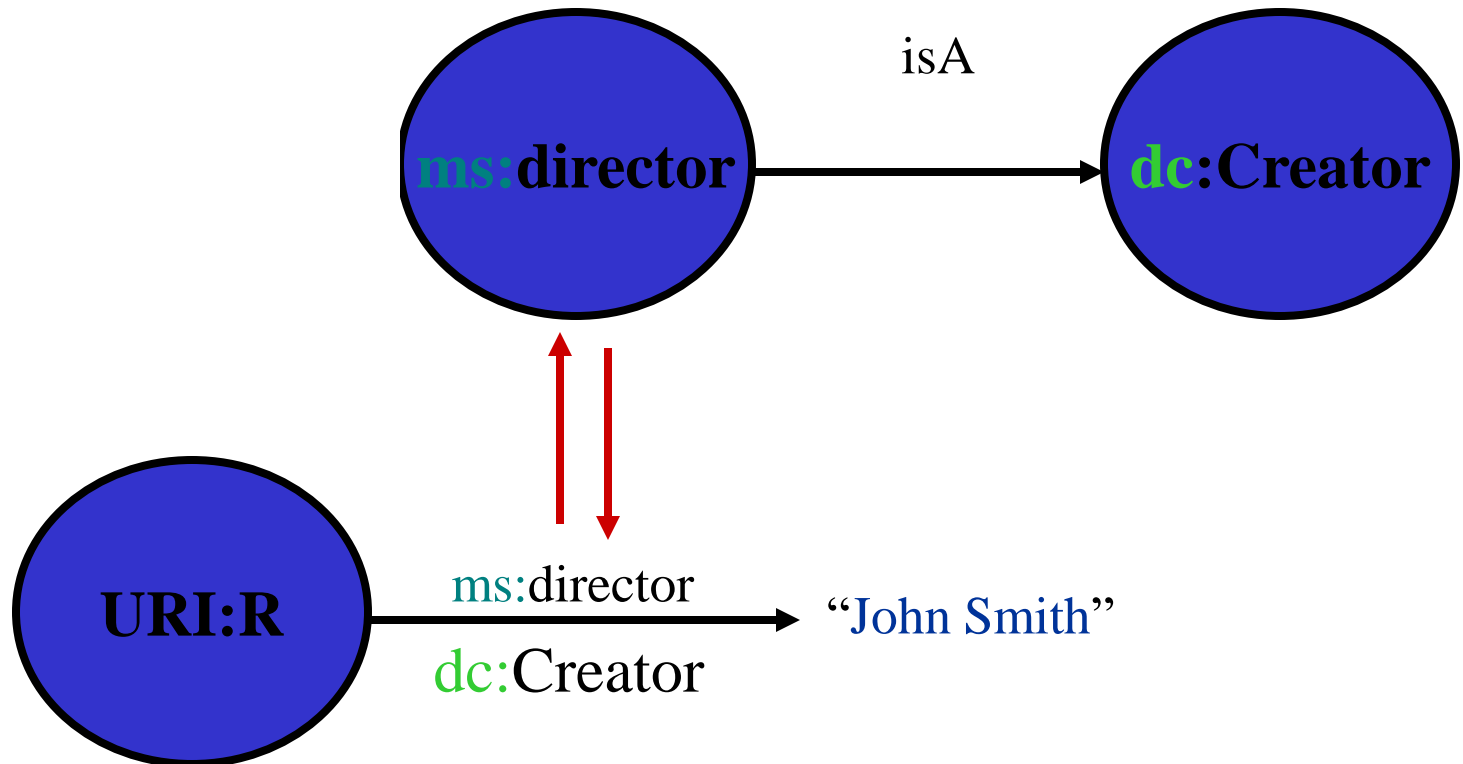 isA
ms:director
dc:Creator
ms:director
URI:R
“John Smith”
dc:Creator